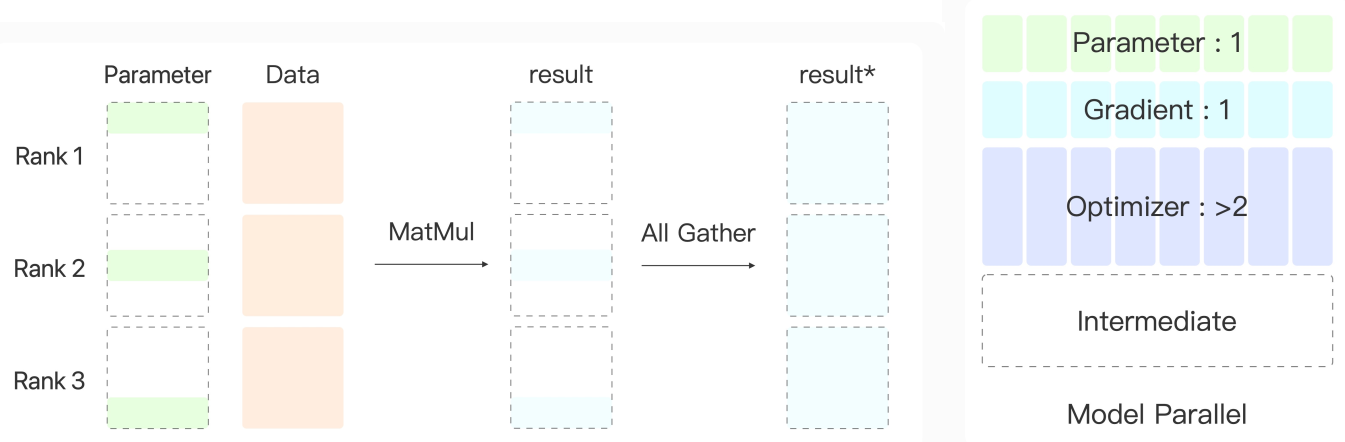 Parameter
Data
result
result*
Rank 1
Rank 2
Rank 3
MatMul
All Gather
Parameter : 1
Gradient : 1
Optimizer : >2
Intermediate
Model Parallel